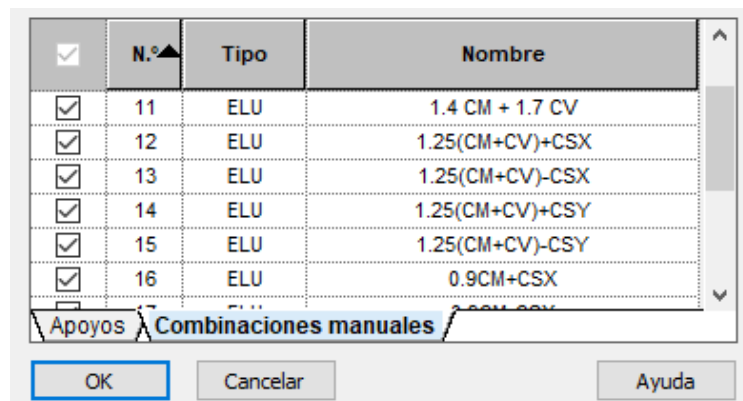 N.º Tipo Nombre
11 ELU 1.4 CM + 1.7 CV
12 ELU 1.25(CM+CV)+CSX
13 ELU 1.25(CM+CV)-CSX
14 ELU 1.25(CM+CV)+CSY
15 ELU 1.25(CM+CV)-CSY
16 ELU 0.9CM+CSX
Apoyos Combinaciones manuales
OK Cancelar Ayuda